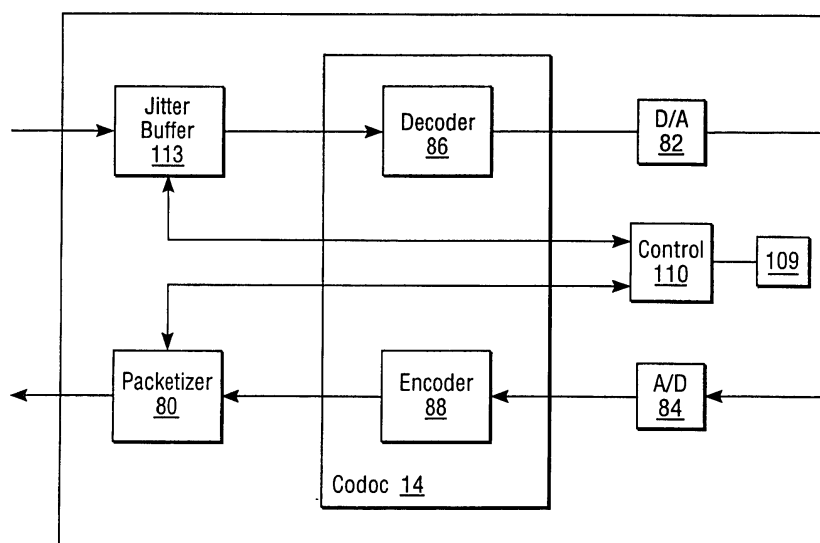 Jitter
Buffer
113
Decoder
86
D/A
82
Control
110
109
Packetizer
80
Encoder
88
A/D
84
Codoc 14